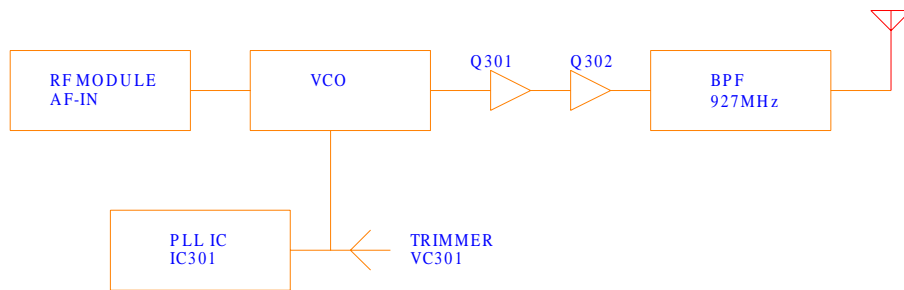 RF MODULE
AF-IN
VCO
Q301
Q302
BPF
927MHz
PLL IC
IC301
TRIMMER
VC301